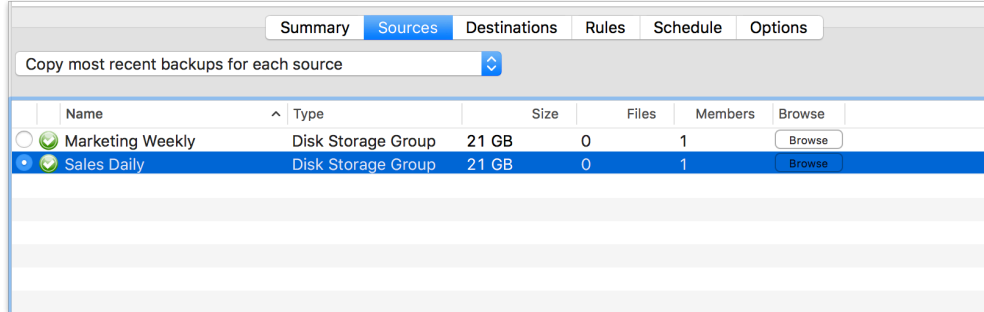 Summary Sources Destinations Rules Schedule Options
Copy most recent backups for each source
Name Type Size Files Members Browse
Marketing Weekly Disk Storage Group 21 GB 0 1 Browse
Sales Daily Disk Storage Group 21 GB 0 1 Browse